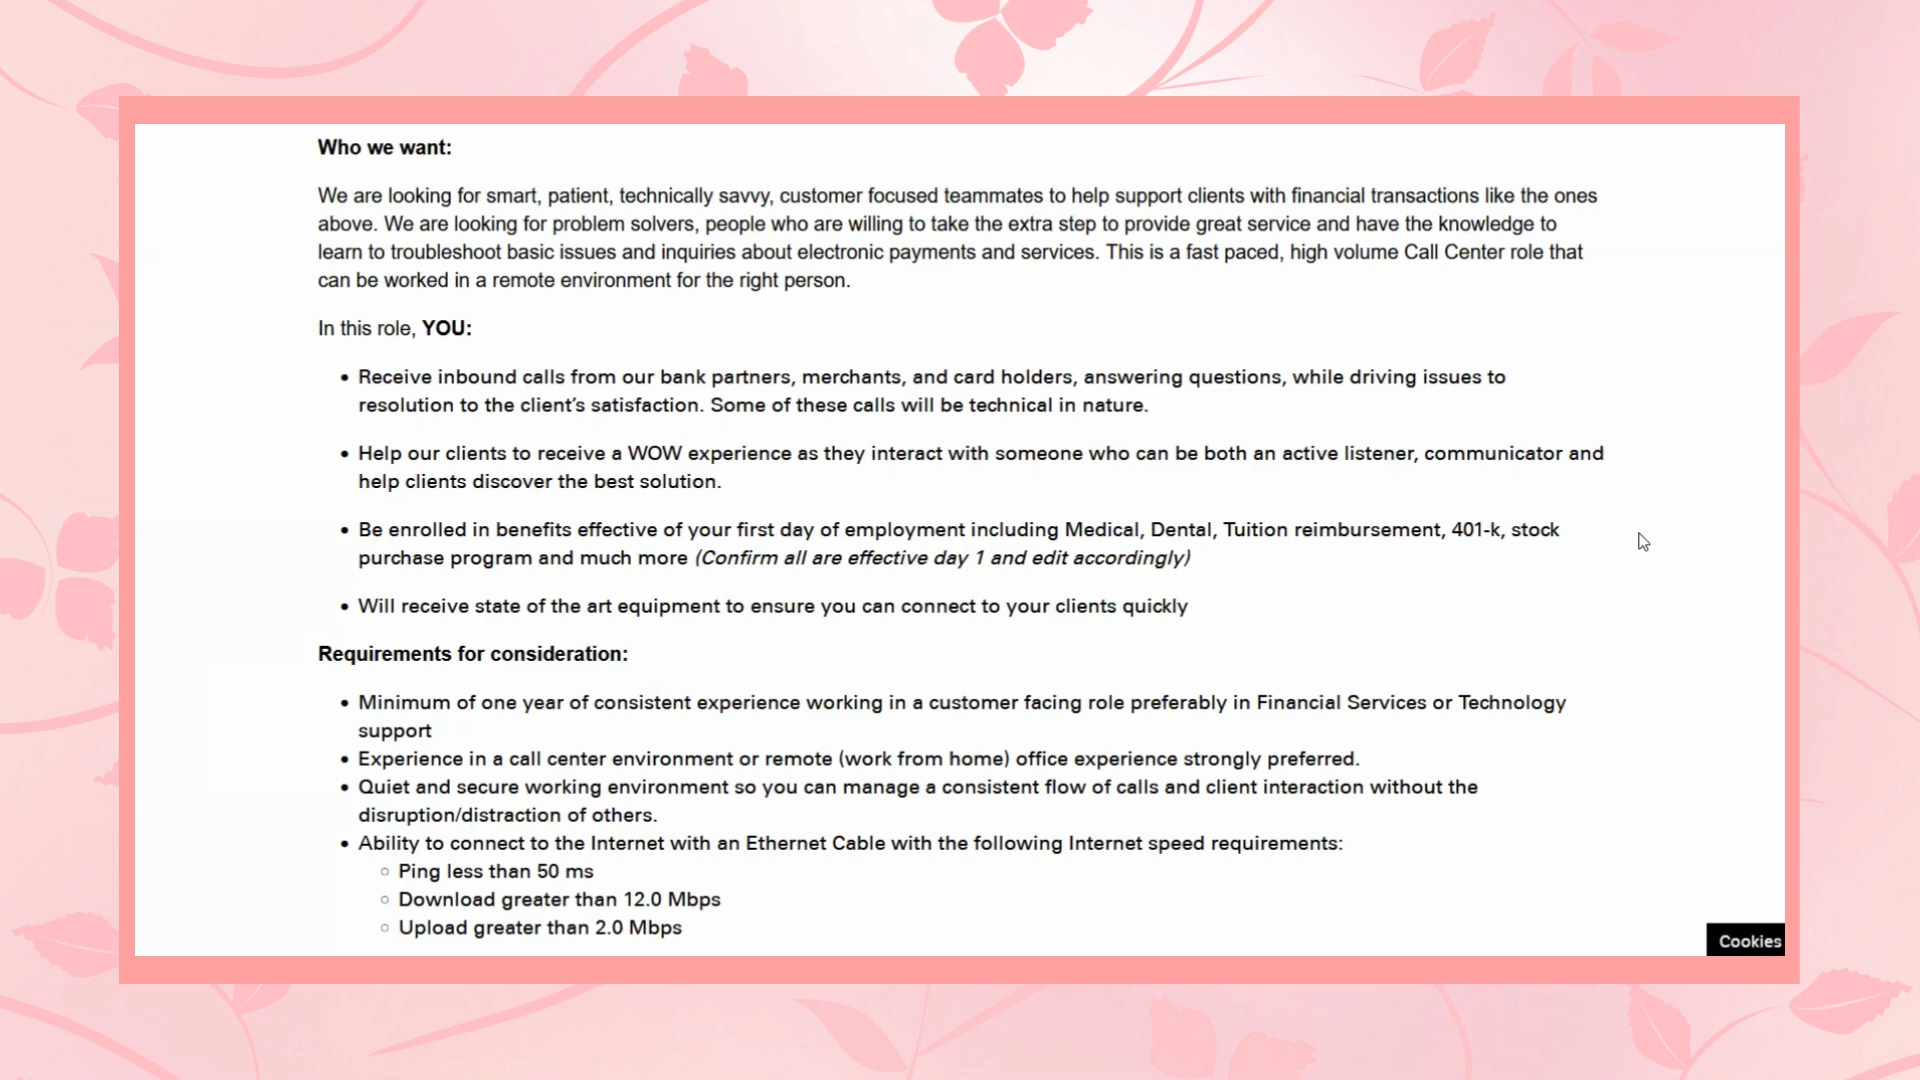 Who we want:
We are looking for smart, patient, technically savvy, customer focused teammates to help support clients with financial transactions like the ones
above. We are looking for problem solvers, people who are willing to take the extra step to provide great service and have the knowledge to
learn to troubleshoot basic issues and inquiries about electronic payments and services. This is a fast paced, high volume Call Center role that
can be worked in a remote environment for the right person.
In this role, YOU:
• Receive inbound calls from our bank partners, merchants, and card holders, answering questions, while driving issues to
resolution to the client’s satisfaction. Some of these calls will be technical in nature.
• Help our clients to receive a WOW experience as they interact with someone who can be both an active listener, communicator and
help clients discover the best solution.
• Be enrolled in benefits effective of your first day of employment including Medical, Dental, Tuition reimbursement, 401-k, stock
purchase program and much more (Confirm all are effective day 1 and edit accordingly)
• Will receive state of the art equipment to ensure you can connect to your clients quickly
Requirements for consideration:
• Minimum of one year of consistent experience working in a customer facing role preferably in Financial Services or Technology
support
• Experience in a call center environment or remote (work from home) office experience strongly preferred.
• Quiet and secure working environment so you can manage a consistent flow of calls and client interaction without the
disruption/distraction of others.
• Ability to connect to the Internet with an Ethernet Cable with the following Internet speed requirements:
○ Ping less than 50 ms
○ Download greater than 12.0 Mbps
○ Upload greater than 2.0 Mbps
Cookies